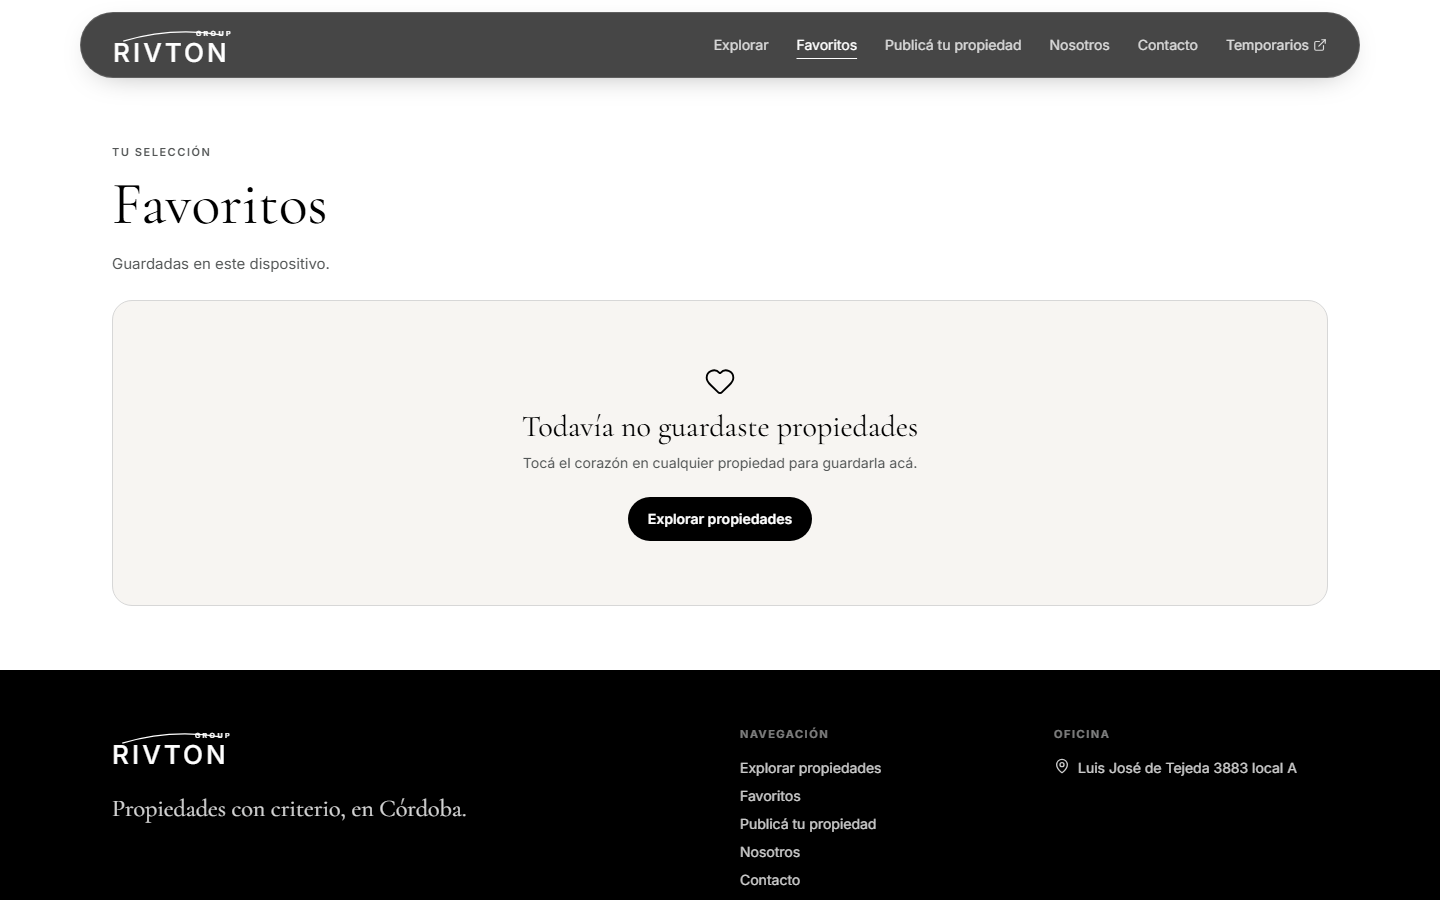 GROUP
RIVTON
Explorar
Favoritos
Publicá tu propiedad
Nosotros
Contacto
Temporarios
TU SELECCIÓN
Favoritos
Guardadas en este dispositivo.
Todavía no guardaste propiedades
Tocá el corazón en cualquier propiedad para guardarla acá.
Explorar propiedades
GROUP
RIVTON
Propiedades con criterio, en Córdoba.
NAVEGACIÓN
Explorar propiedades
Favoritos
Publicá tu propiedad
Nosotros
Contacto
OFICINA
Luis José de Tejeda 3883 local A